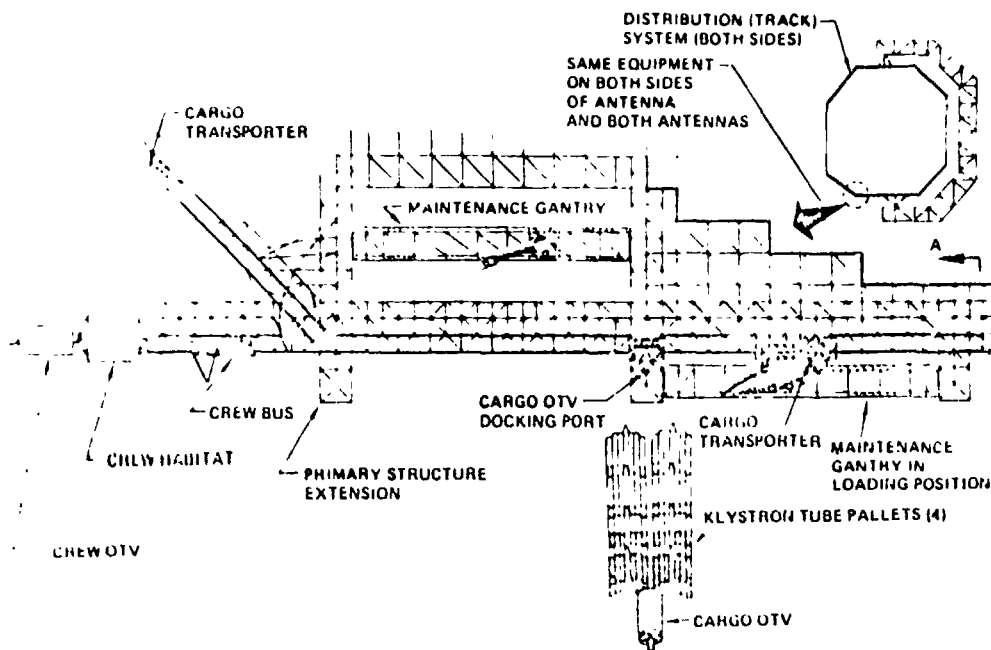 DISTRIBUTION (TRACK)
SYSTEM (BOTH SIDES)
SAME EQUIPMENT
ON BOTH SIDES
OF ANTENNA
AND BOTH ANTENNAS
CARGO
TRANSPORTER
MAINTENANCE GANTRY
A
CREW BUS
CARGO OTV
DOCKING PORT
CARGO
TRANSPORTER
MAINTENANCE
GANTRY IN
LOADING POSITION
CREW HABITAT
PRIMARY STRUCTURE
EXTENSION
KLYSTRON TUBE PALLETS (4)
CREW OTV
CARGO OTV